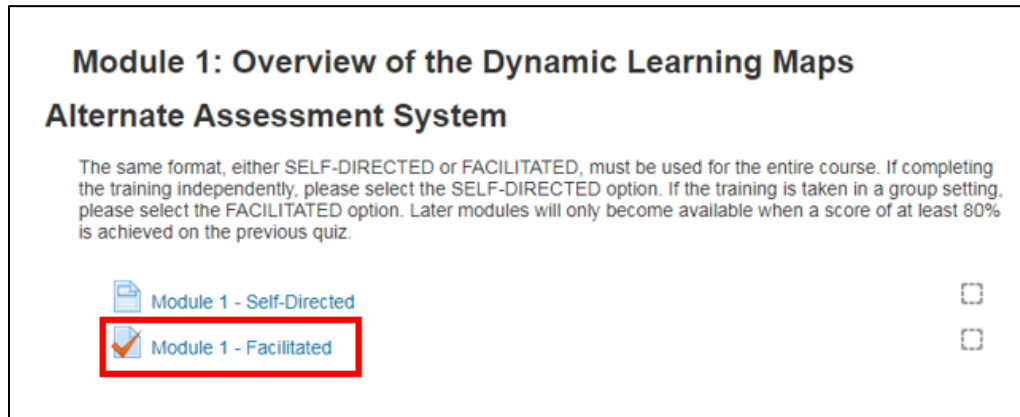 Module 1: Overview of the Dynamic Learning Maps
Alternate Assessment System
The same format, either SELF-DIRECTED or FACILITATED, must be used for the entire course. If completing
the training independently, please select the SELF-DIRECTED option. If the training is taken in a group setting,
please select the FACILITATED option. Later modules will only become available when a score of at least 80%
is achieved on the previous quiz.
Module 1 - Self-Directed
Module 1 - Facilitated